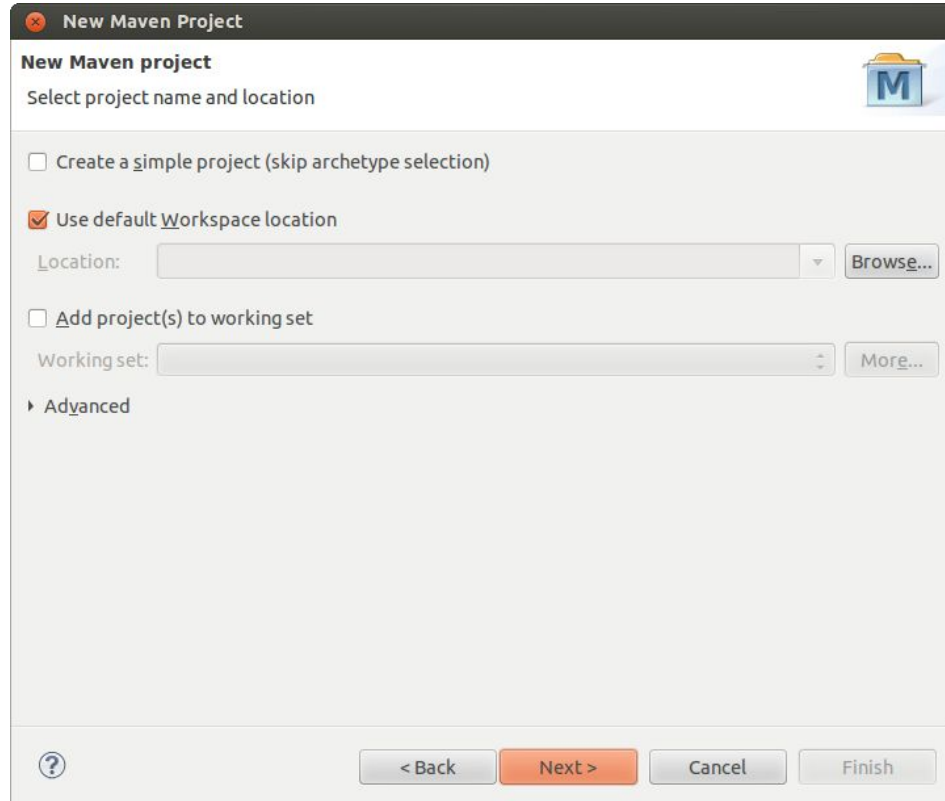 New Maven Project
New Maven project
M
Select project name and location
Create a simple project (skip archetype selection)
Use default Workspace location
Location:
Browse...
Add project(s) to working set
Working set:
More...
Advanced
?
< Back
Next >
Cancel
Finish